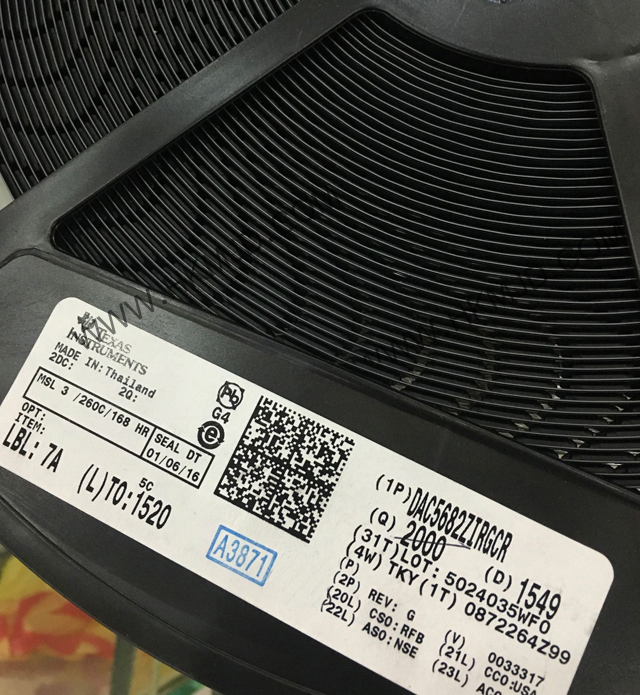 TEXAS
INSTRUMENTS
MADE IN: Thailand
2DC: 2Q:
MSL 3 /260C/168 HR
SEAL DT
01/06/16
OPT:
ITEM:
LBL: 7A
5C
(L)TO:1520
Pb
G4
e
A3871
(1P)DAC5682ZIRGCR
(Q) 2000 (D) 1549
(31T)LOT: 5024035WFO
(4W) TKY(1T) 0872264Z99
(P)
(2P) REV: G (V) 0033317
(20L) CSO:RFB (21L) CCO:USA
(22L) ASO:NSE (23L)